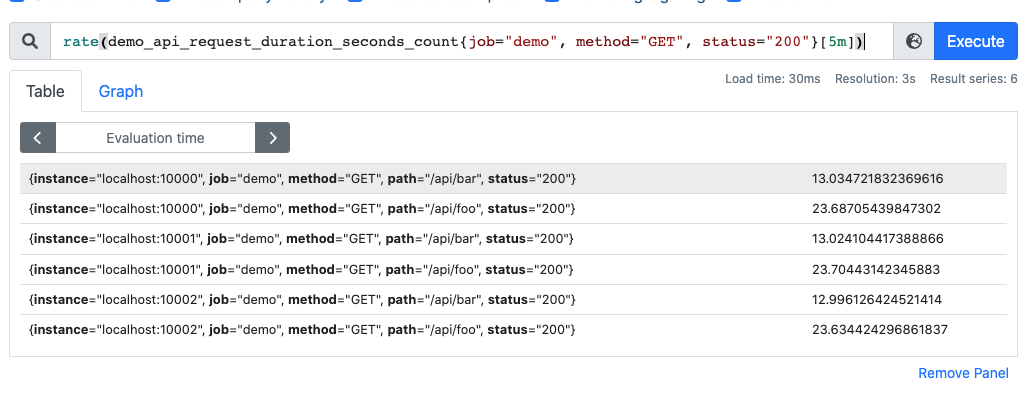 rate(demo_api_request_duration_seconds_count{job="demo", method="GET", status="200"}[5m])
Execute
Load time: 30ms Resolution: 3s Result series: 6
Table Graph
Evaluation time
{instance="localhost:10000", job="demo", method="GET", path="/api/bar", status="200"} 13.034721832369616
{instance="localhost:10000", job="demo", method="GET", path="/api/foo", status="200"} 23.68705439847302
{instance="localhost:10001", job="demo", method="GET", path="/api/bar", status="200"} 13.024104417388866
{instance="localhost:10001", job="demo", method="GET", path="/api/foo", status="200"} 23.70443142345883
{instance="localhost:10002", job="demo", method="GET", path="/api/bar", status="200"} 12.996126424521414
{instance="localhost:10002", job="demo", method="GET", path="/api/foo", status="200"} 23.634424296861837
Remove Panel